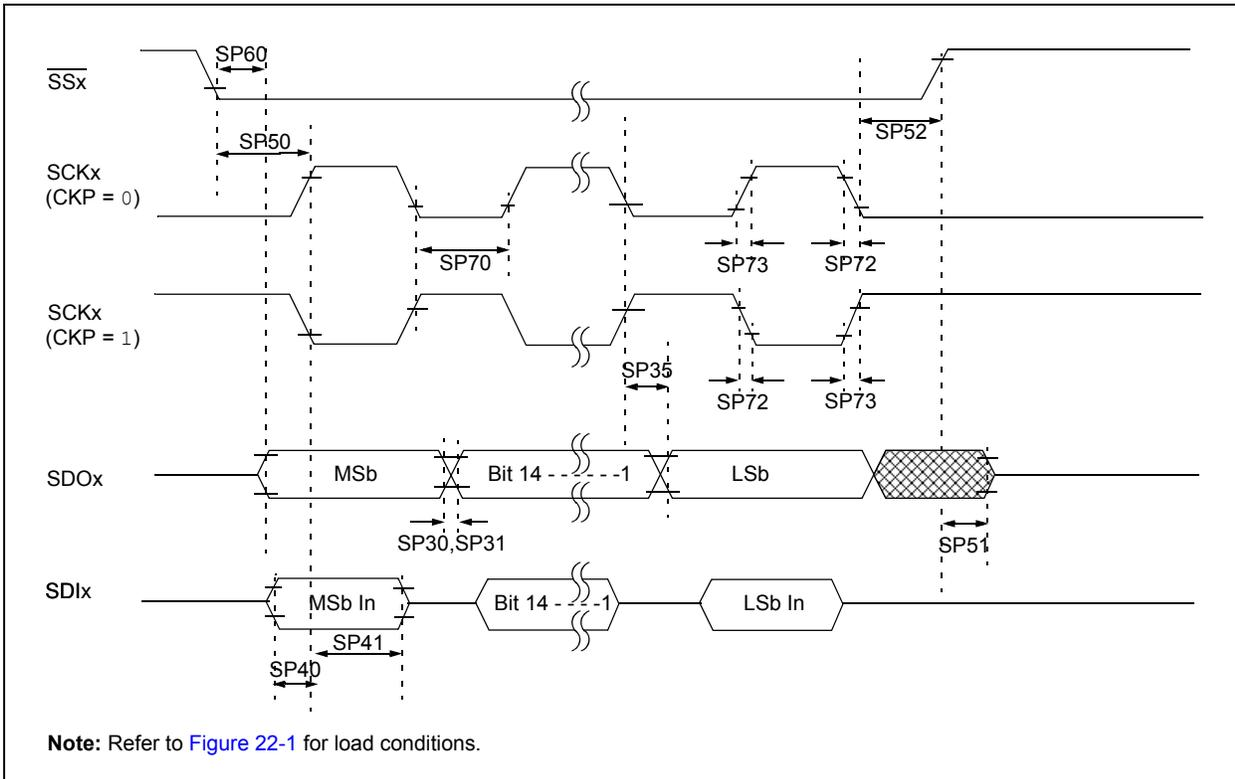 SP60
SSx
SP50
SP52
SCKx
(CKP = 0)
SP70
SP73
SP72
SCKx
(CKP = 1)
SP35
SP72
SP73
SDOx
MSb
Bit 14 - - - - - -1
LSb
SP30,SP31
SP51
SDIx
MSb In
Bit 14 - - - -1
LSb In
SP41
SP40
Note: Refer to Figure 22-1 for load conditions.